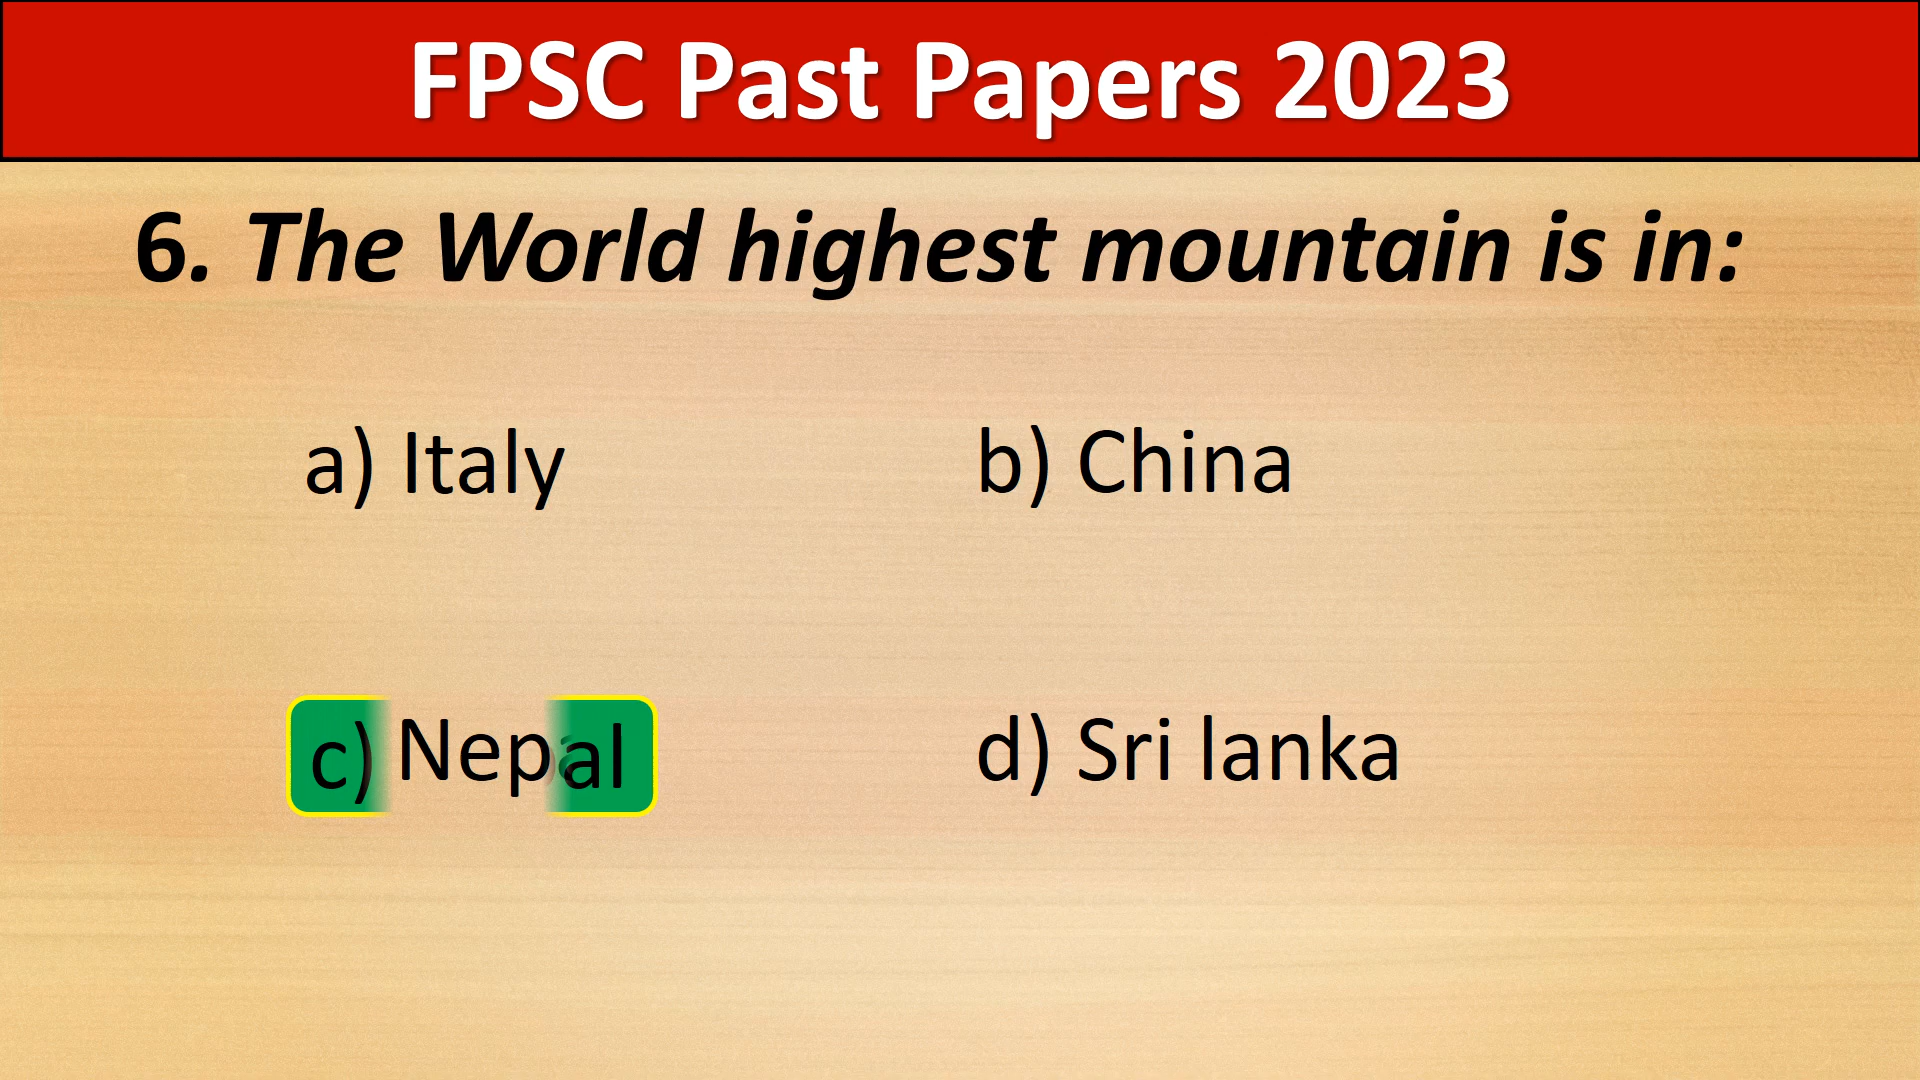 FPSC Past Papers 2023
6. The World highest mountain is in:
a) Italy
b) China
c) Nepal
d) Sri lanka